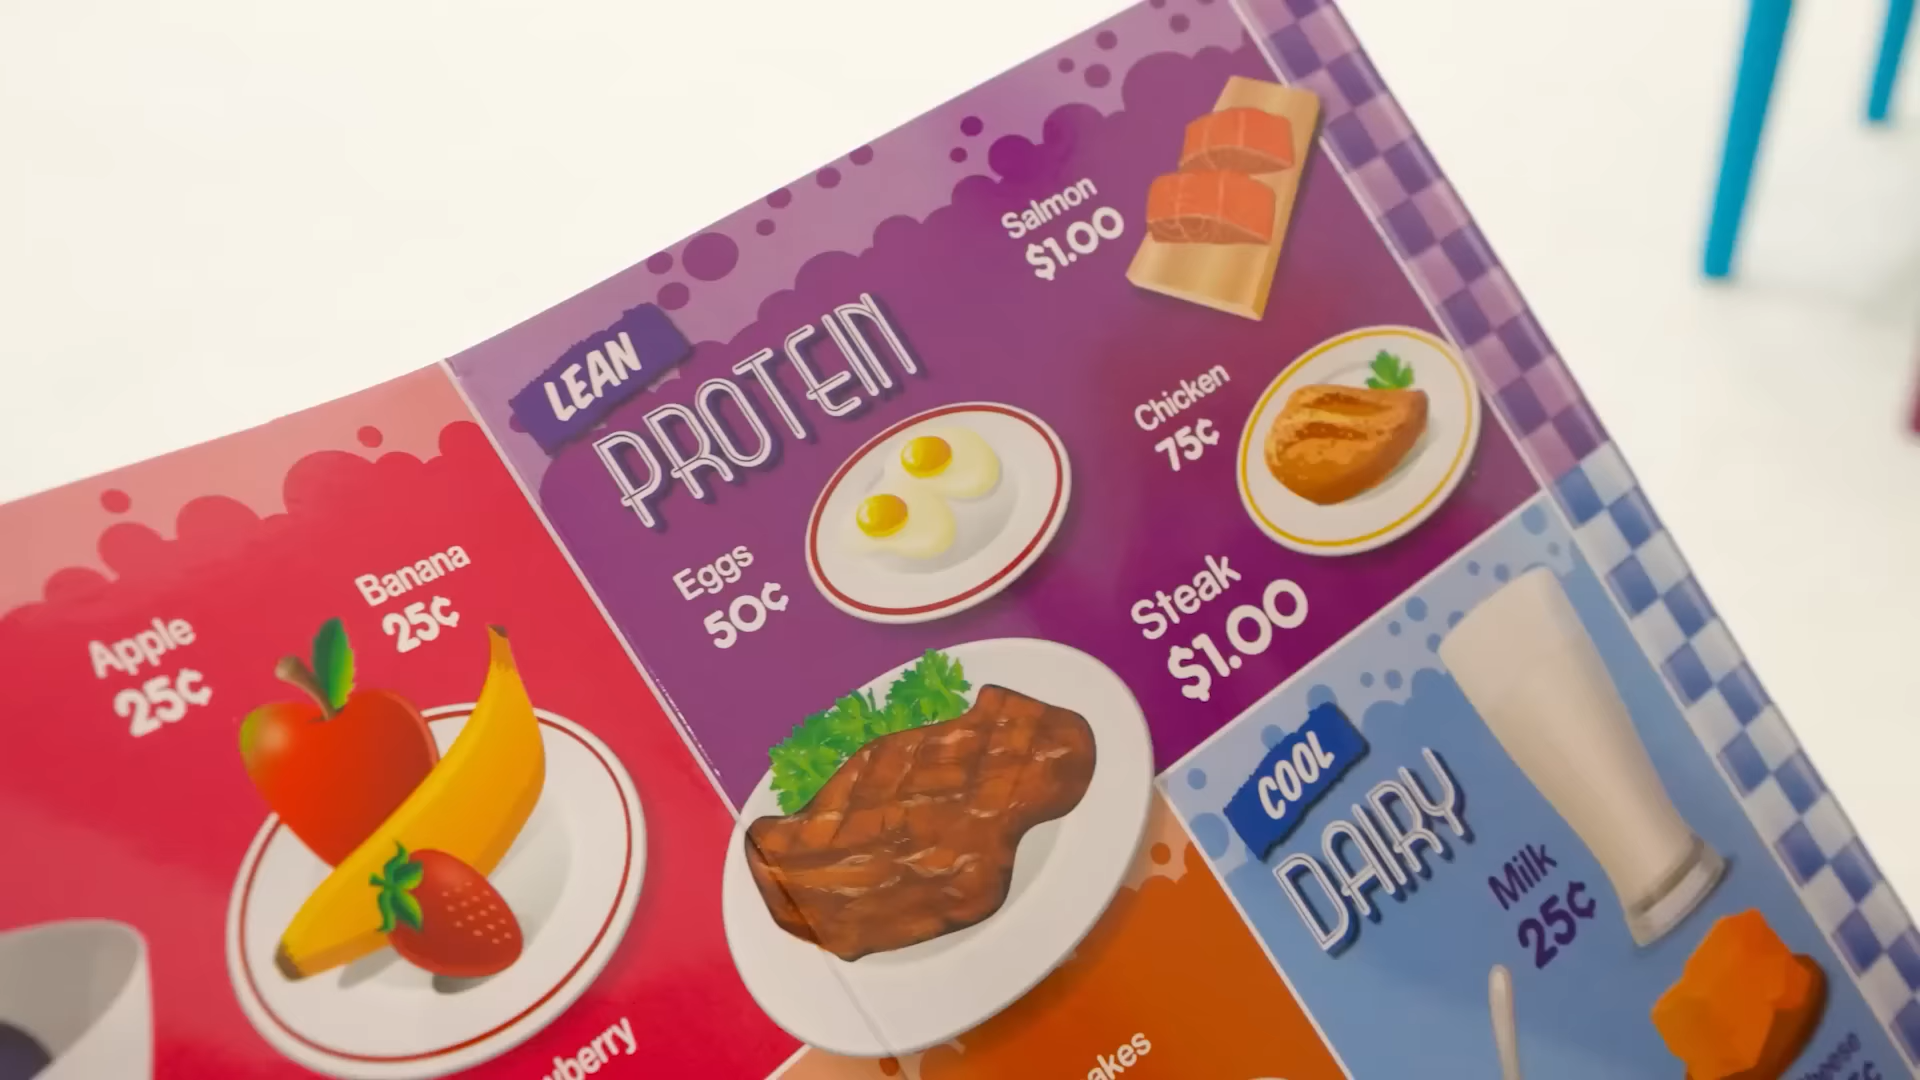 Apple
25¢
Banana
25¢
LEAN
PROTEIN
Eggs
50¢
Salmon
$1.00
Chicken
75¢
Steak
$1.00
COOL
DAIRY
Milk
25¢